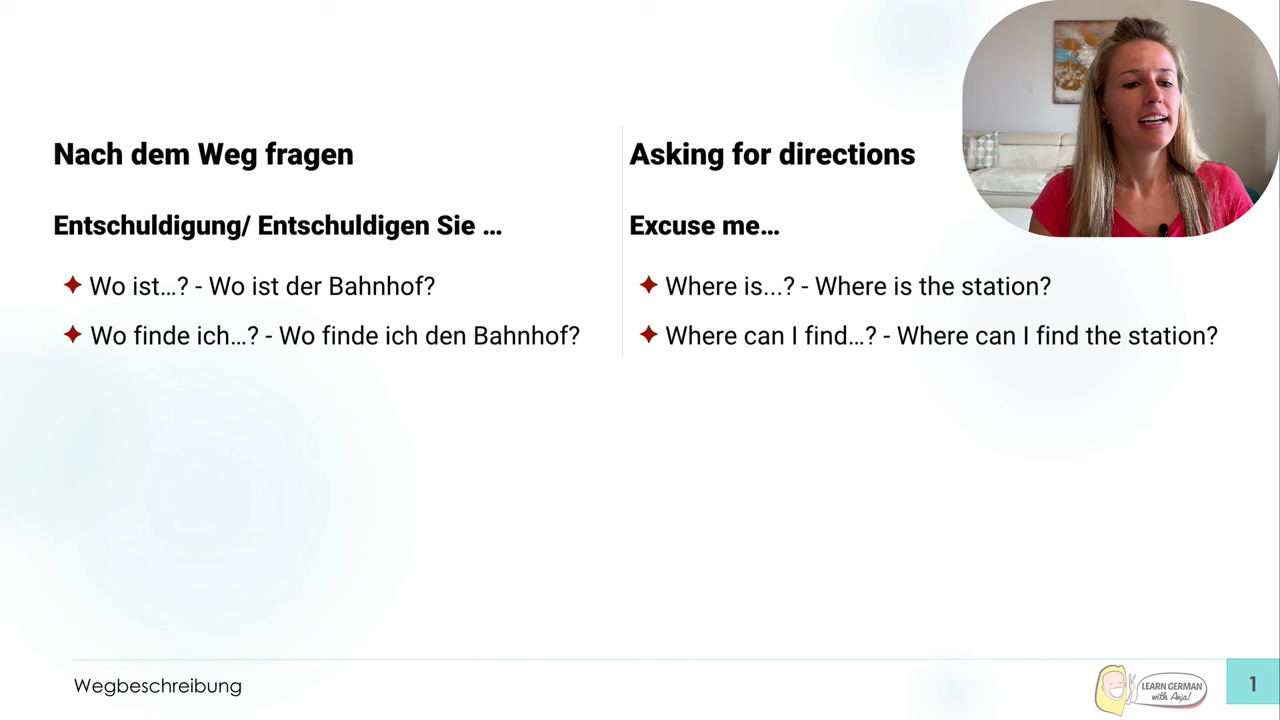 Nach dem Weg fragen
Entschuldigung/ Entschuldigen Sie ...
Wo ist...? - Wo ist der Bahnhof?
Wo finde ich...? - Wo finde ich den Bahnhof?
Asking for directions
Excuse me...
Where is...? - Where is the station?
Where can I find...? - Where can I find the station?
Wegbeschreibung
LEARN GERMAN
with Anja!
1